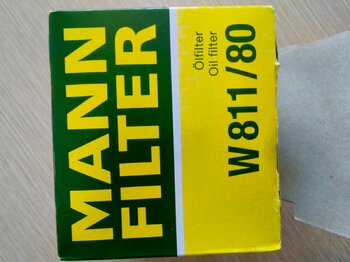 MANN
FILTER
Ölfilter
Oil filter
W 811/80